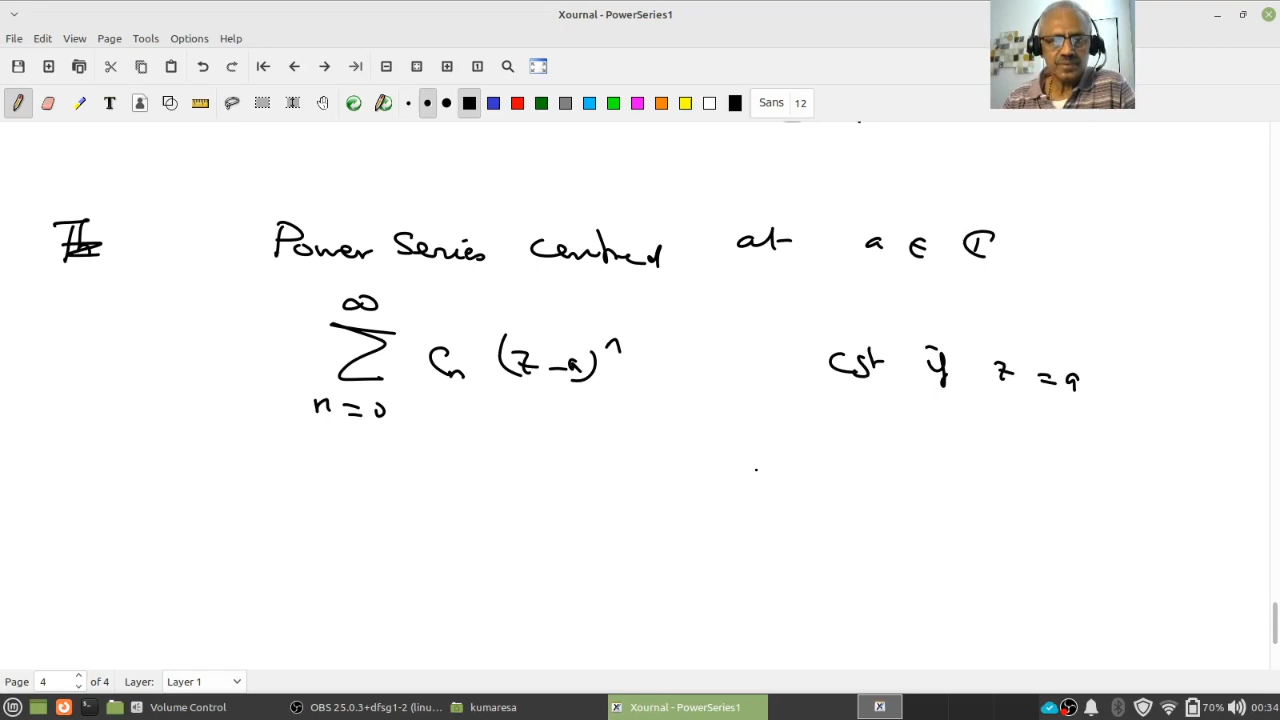 Xournal - PowerSeries1
File Edit View Page Tools Options Help
Sans 12
Power Series centred at a ∈ ℂ
∞
∑ Cn (z-a)^n cgt if z = a
n = 0
Page 4 of 4 Layer: Layer 1
Volume Control OBS 25.0.3+dfsg1-2 (linu... kumaresa Xournal - PowerSeries1 70% 00:34